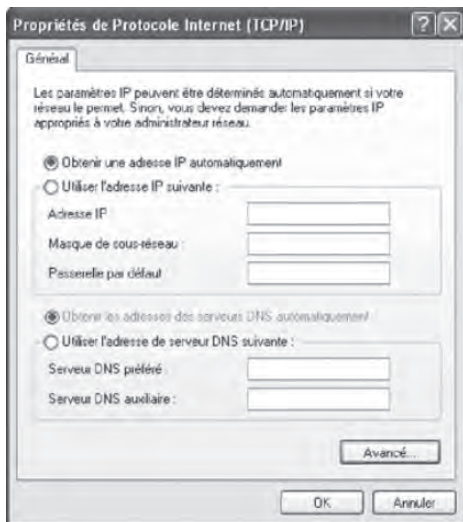 Propriétés de Protocole Internet (TCP/IP)
Général
Les paramètres IP peuvent être déterminés automatiquement si votre
réseau le permet. Sinon, vous devez demander les paramètres IP
appropriés à votre administrateur réseau.
Obtenir une adresse IP automatiquement
Utiliser l'adresse IP suivante :
Adresse IP
Masque de sous-réseau :
Passerelle par défaut
Obtenir les adresses des serveurs DNS automatiquement
Utiliser l'adresse de serveur DNS suivante :
Serveur DNS préféré
Serveur DNS auxiliaire :
Avancé...
OK
Annuler